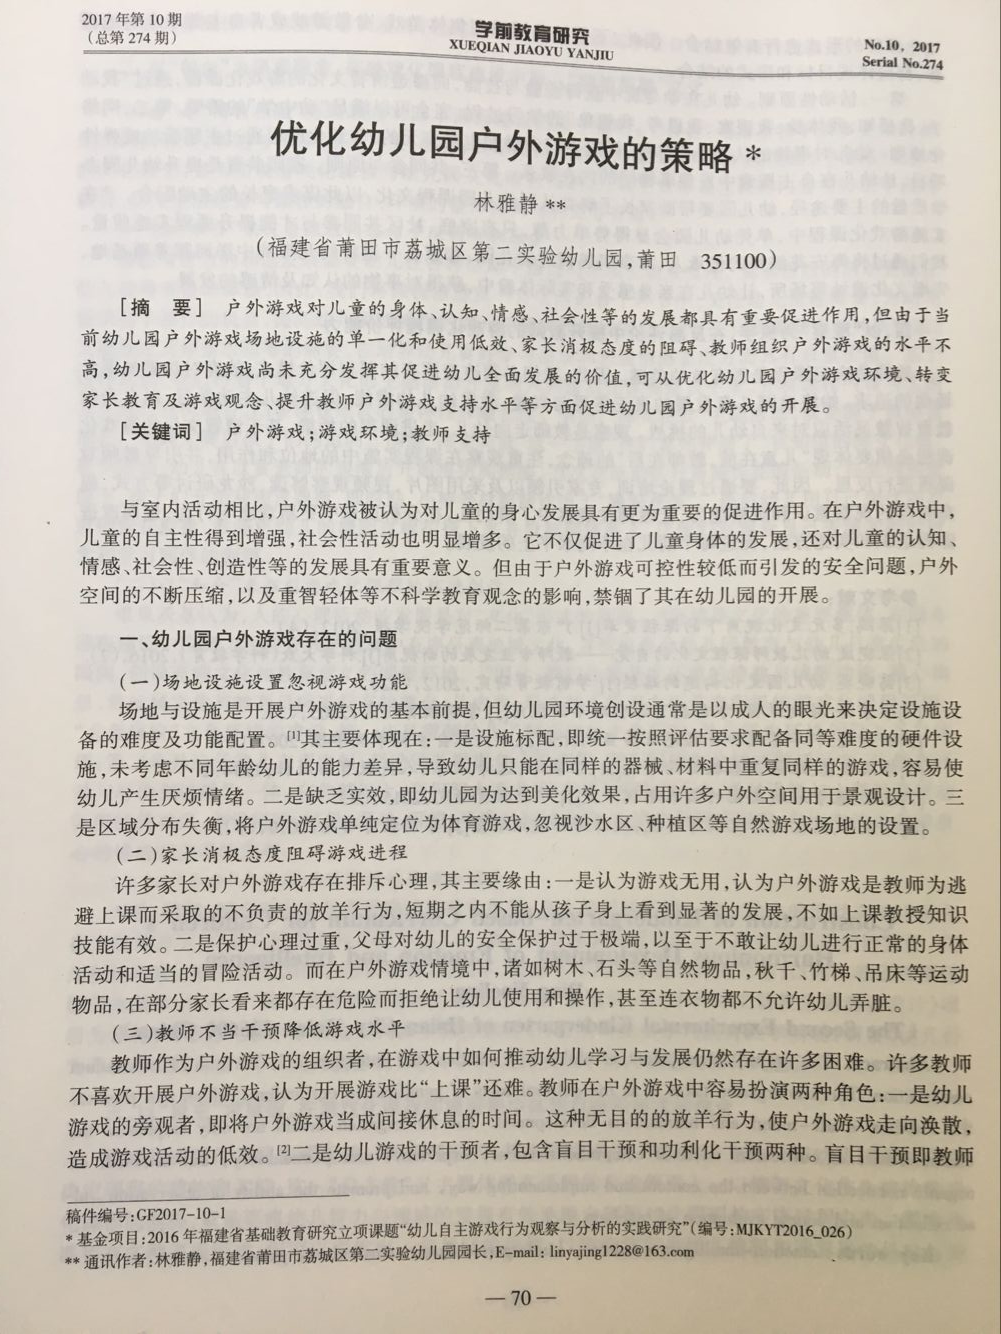 2017年第10期
（总第274期）
学前教育研究
XUEQIAN JIAOYU YANJIU
No.10, 2017
Serial No.274
优化幼儿园户外游戏的策略*
林雅静**
（福建省莆田市荔城区第二实验幼儿园，莆田 351100）
［摘 要］ 户外游戏对儿童的身体、认知、情感、社会性等的发展都具有重要促进作用，但由于当
前幼儿园户外游戏场地设施的单一化和使用低效、家长消极态度的阻碍、教师组织户外游戏的水平不
高，幼儿园户外游戏尚未充分发挥其促进幼儿全面发展的价值，可从优化幼儿园户外游戏环境、转变
家长教育及游戏观念、提升教师户外游戏支持水平等方面促进幼儿园户外游戏的开展。
［关键词］ 户外游戏；游戏环境；教师支持
与室内活动相比，户外游戏被认为对儿童的身心发展具有更为重要的促进作用。在户外游戏中，
儿童的自主性得到增强，社会性活动也明显增多。它不仅促进了儿童身体的发展，还对儿童的认知、
情感、社会性、创造性等的发展具有重要意义。但由于户外游戏可控性较低而引发的安全问题，户外
空间的不断压缩，以及重智轻体等不科学教育观念的影响，禁锢了其在幼儿园的开展。
一、幼儿园户外游戏存在的问题
（一）场地设施设置忽视游戏功能
场地与设施是开展户外游戏的基本前提，但幼儿园环境创设通常是以成人的眼光来决定设施设
备的难度及功能配置。[1]其主要体现在：一是设施标配，即统一按照评估要求配备同等难度的硬件设
施，未考虑不同年龄幼儿的能力差异，导致幼儿只能在同样的器械、材料中重复同样的游戏，容易使
幼儿产生厌烦情绪。二是缺乏实效，即幼儿园为达到美化效果，占用许多户外空间用于景观设计。三
是区域分布失衡，将户外游戏单纯定位为体育游戏，忽视沙水区、种植区等自然游戏场地的设置。
（二）家长消极态度阻碍游戏进程
许多家长对户外游戏存在排斥心理，其主要缘由：一是认为游戏无用，认为户外游戏是教师为逃
避上课而采取的不负责的放羊行为，短期之内不能从孩子身上看到显著的发展，不如上课教授知识
技能有效。二是保护心理过重，父母对幼儿的安全保护过于极端，以至于不敢让幼儿进行正常的身体
活动和适当的冒险活动。而在户外游戏情境中，诸如树木、石头等自然物品，秋千、竹梯、吊床等运动
物品，在部分家长看来都存在危险而拒绝让幼儿使用和操作，甚至连衣物都不允许幼儿弄脏。
（三）教师不当干预降低游戏水平
教师作为户外游戏的组织者，在游戏中如何推动幼儿学习与发展仍然存在许多困难。许多教师
不喜欢开展户外游戏，认为开展游戏比“上课”还难。教师在户外游戏中容易扮演两种角色：一是幼儿
游戏的旁观者，即将户外游戏当成间接休息的时间。这种无目的的放羊行为，使户外游戏走向涣散，
造成游戏活动的低效。[2]二是幼儿游戏的干预者，包含盲目干预和功利化干预两种。盲目干预即教师
稿件编号：GF2017-10-1
* 基金项目：2016年福建省基础教育研究立项课题“幼儿自主游戏行为观察与分析的实践研究”（编号：MJKYT2016_026）
** 通讯作者：林雅静，福建省莆田市荔城区第二实验幼儿园园长，E-mail：linyajing1228@163.com
— 70 —